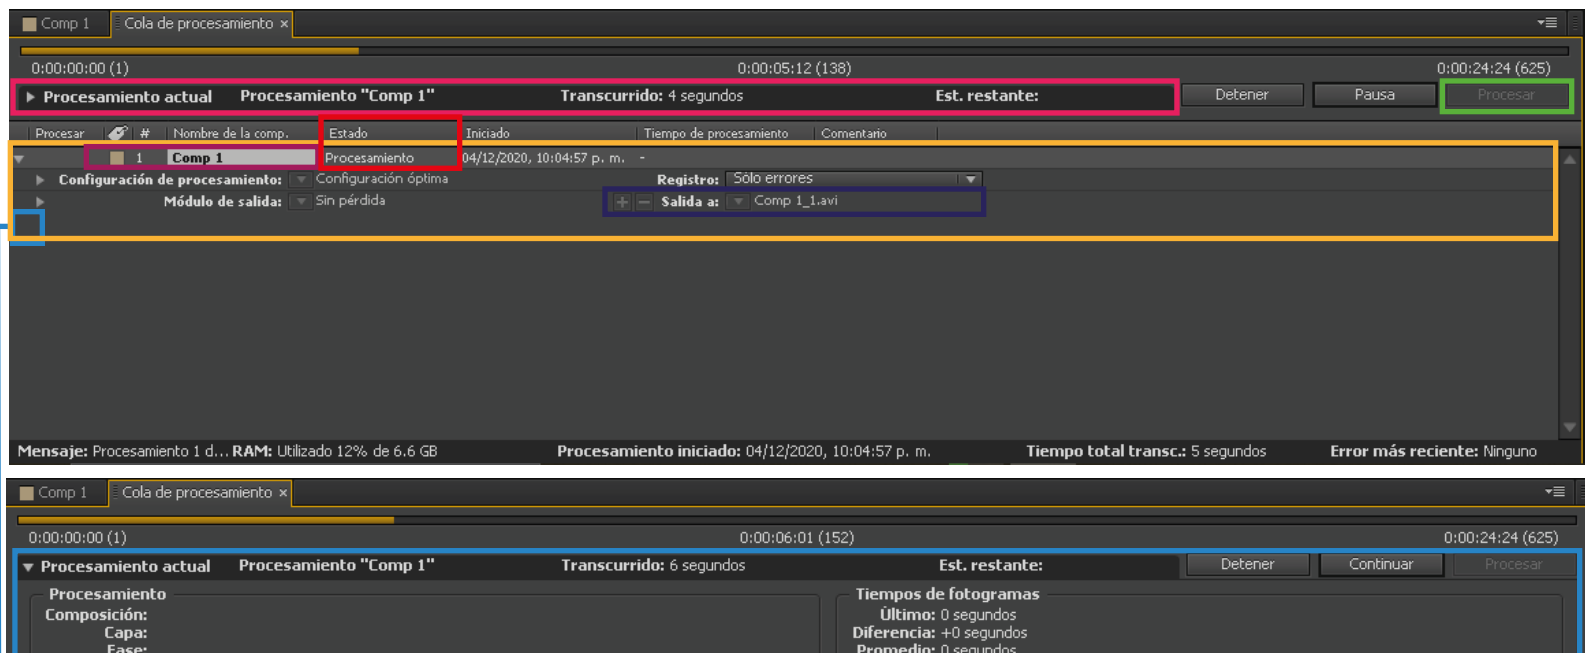 Comp 1 Cola de procesamiento ×
0:00:00:00 (1) 0:00:05:12 (138) 0:00:24:24 (625)
Procesamiento actual Procesamiento "Comp 1" Transcurrido: 4 segundos Est. restante: Detener Pausa Procesar
Procesar # Nombre de la comp. Estado Iniciado Tiempo de procesamiento Comentario
1 Comp 1 Procesamiento 04/12/2020, 10:04:57 p. m. -
Configuración de procesamiento: Configuración óptima Registro: Sólo errores
Módulo de salida: Sin pérdida + - Salida a: Comp 1_1.avi
Mensaje: Procesamiento 1 d... RAM: Utilizado 12% de 6.6 GB Procesamiento iniciado: 04/12/2020, 10:04:57 p. m. Tiempo total transc.: 5 segundos Error más reciente: Ninguno
Comp 1 Cola de procesamiento ×
0:00:00:00 (1) 0:00:06:01 (152) 0:00:24:24 (625)
Procesamiento actual Procesamiento "Comp 1" Transcurrido: 6 segundos Est. restante: Detener Continuar Procesar
Procesamiento Tiempos de fotogramas
Composición: Último: 0 segundos
Capa: Diferencia: +0 segundos
Fase: Promedio: 0 segundos